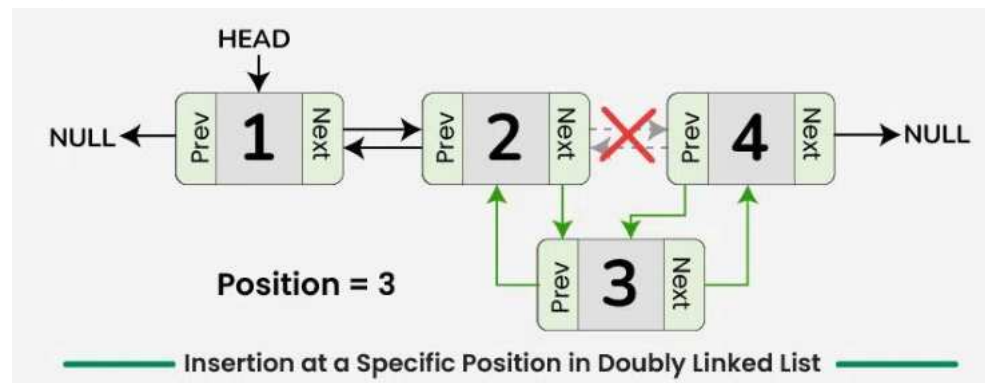 HEAD
NULL Prev 1 Next Prev 2 Next Prev 4 Next NULL
Position = 3 Prev 3 Next
Insertion at a Specific Position in Doubly Linked List